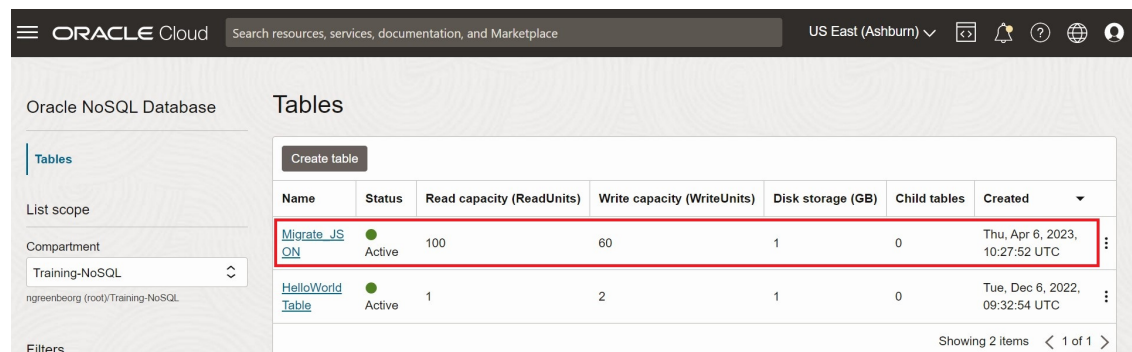 ORACLE Cloud
Search resources, services, documentation, and Marketplace
US East (Ashburn)
Oracle NoSQL Database
Tables
List scope
Compartment
Training-NoSQL
ngreenbeorg (root)/Training-NoSQL
Filters
Tables
Create table
Name Status Read capacity (ReadUnits) Write capacity (WriteUnits) Disk storage (GB) Child tables Created
Migrate_JS
ON
Active
100 60 1 0
Thu, Apr 6, 2023,
10:27:52 UTC
HelloWorld
Table
Active
1 2 1 0
Tue, Dec 6, 2022,
09:32:54 UTC
Showing 2 items < 1 of 1 >